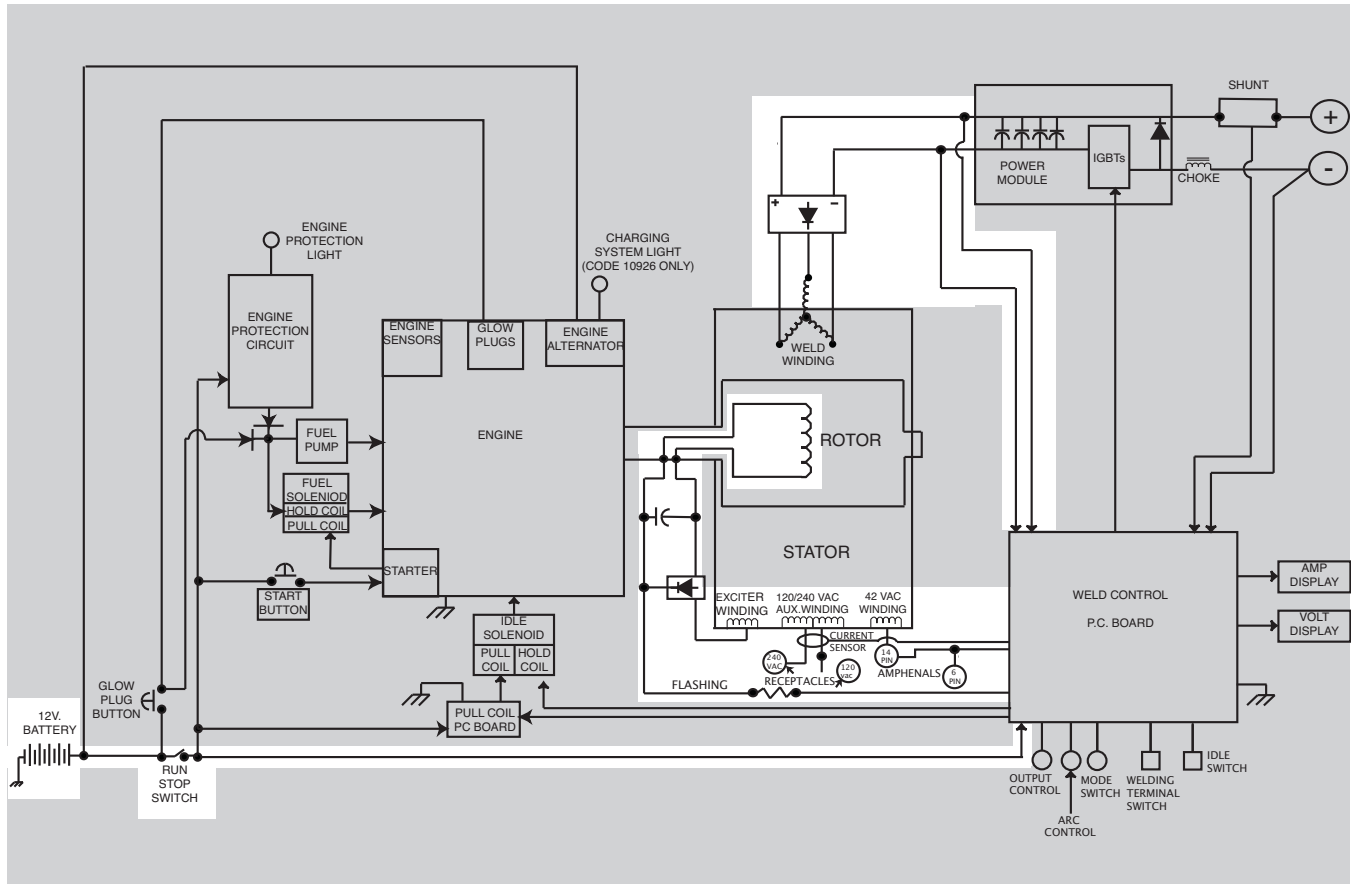 SHUNT
+
-
POWER
MODULE
IGBTs
CHOKE
+
-
ENGINE
PROTECTION
LIGHT
CHARGING
SYSTEM LIGHT
(CODE 10926 ONLY)
ENGINE
PROTECTION
CIRCUIT
ENGINE
SENSORS
GLOW
PLUGS
ENGINE
ALTERNATOR
WELD
WINDING
ENGINE
ROTOR
FUEL
PUMP
FUEL
SOLENIOD
HOLD COIL
PULL COIL
STATOR
STARTER
START
BUTTON
EXCITER
WINDING
120/240 VAC
AUX.WINDING
42 VAC
WINDING
WELD CONTROL
P.C. BOARD
AMP
DISPLAY
VOLT
DISPLAY
IDLE
SOLENOID
PULL
COIL
HOLD
COIL
CURRENT
SENSOR
240
VAC
120
vac
14
PIN
6
PIN
RECEPTACLES
AMPHENALS
FLASHING
GLOW
PLUG
BUTTON
PULL COIL
PC BOARD
12V.
BATTERY
RUN
STOP
SWITCH
OUTPUT
CONTROL
MODE
SWITCH
WELDING
TERMINAL
SWITCH
IDLE
SWITCH
ARC
CONTROL